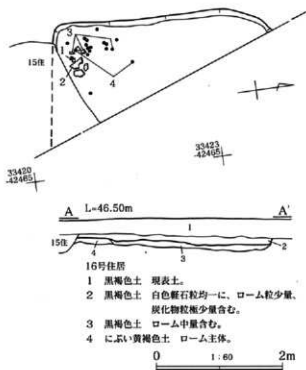 3
1
15住
2
4
33420
-42465
33423
-42465
A L=46.50m A'
1
15住
4 3 2
16号住居
1 黒褐色土 現表土。
2 黒褐色土 白色軽石粒均一に、ローム粒少量、
炭化物粒極少量含む。
3 黒褐色土 ローム中量含む。
4 にぶい黄褐色土 ローム主体。
0 1:60 2m